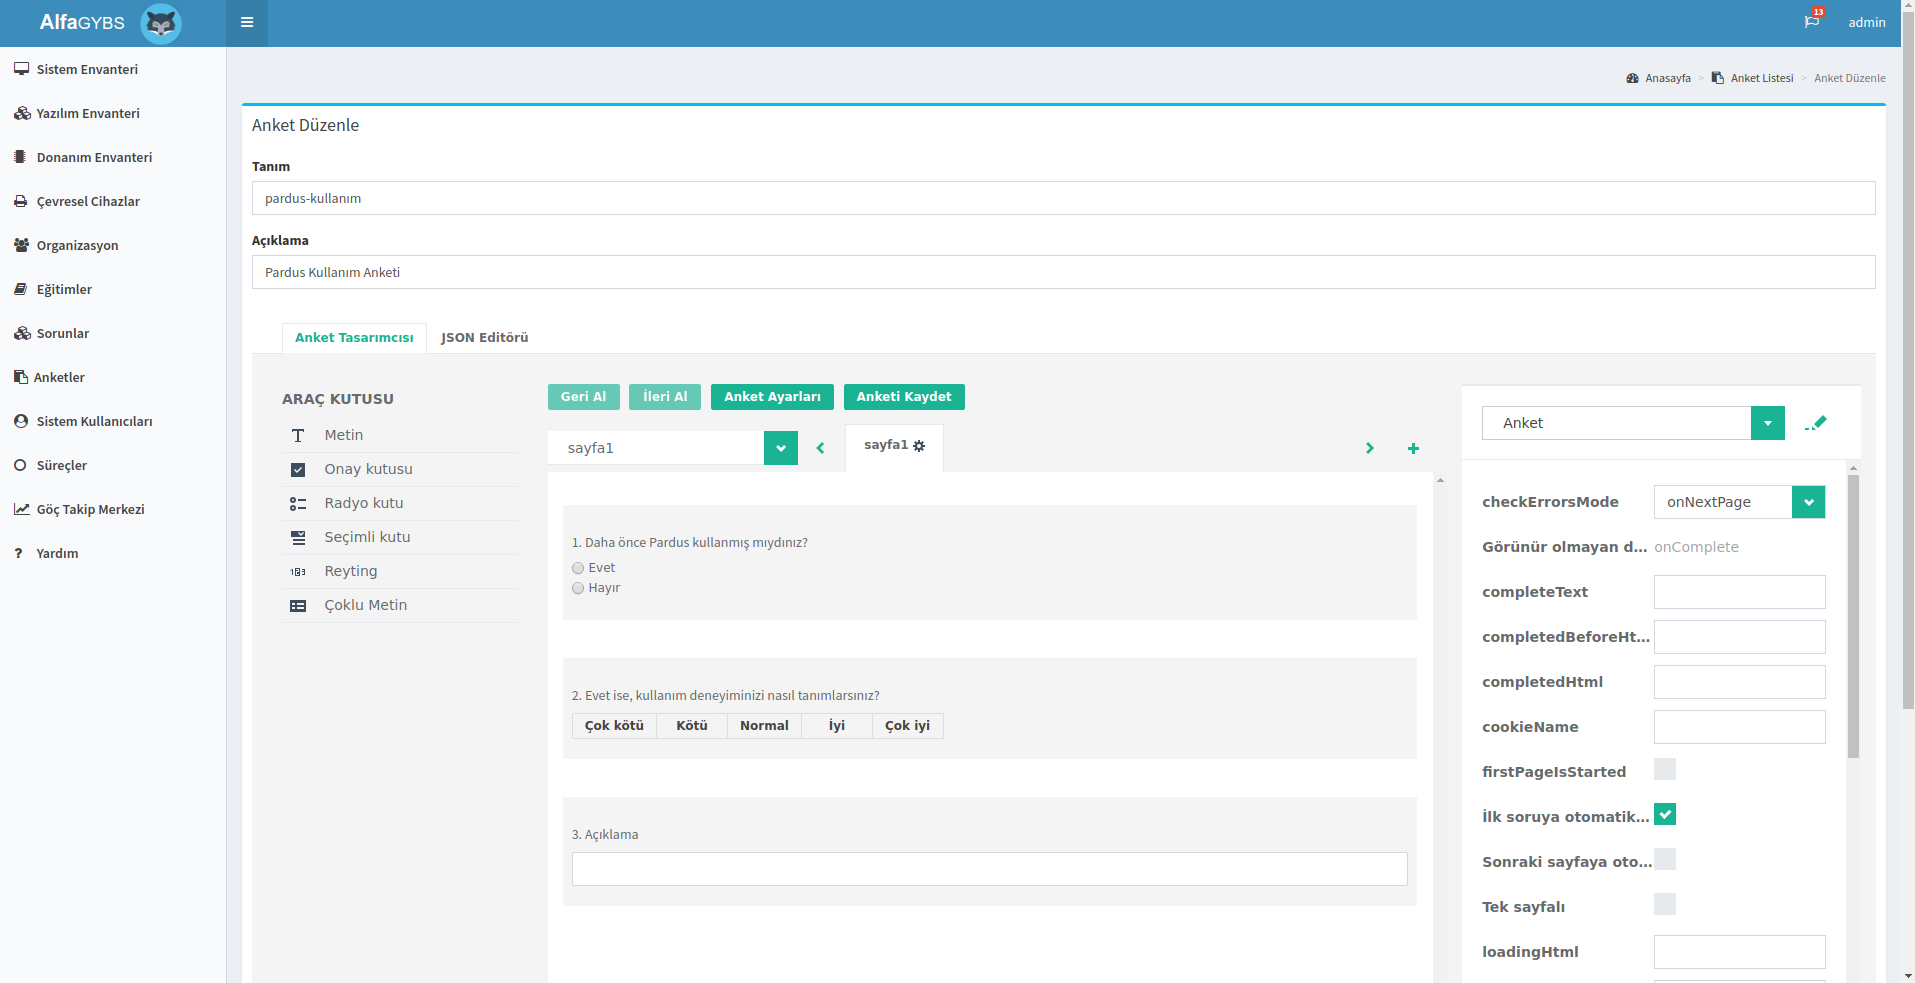 AlfaGYBS
13
admin
Sistem Envanteri
Yazılım Envanteri
Donanım Envanteri
Çevresel Cihazlar
Organizasyon
Eğitimler
Sorunlar
Anketler
Sistem Kullanıcıları
Süreçler
Göç Takip Merkezi
Yardım
Anasayfa > Anket Listesi > Anket Düzenle
Anket Düzenle
Tanım
pardus-kullanım
Açıklama
Pardus Kullanım Anketi
Anket Tasarımcısı JSON Editörü
ARAÇ KUTUSU
Metin
Onay kutusu
Radyo kutu
Seçimli kutu
Reyting
Çoklu Metin
Geri Al İleri Al Anket Ayarları Anketi Kaydet
sayfa1 sayfa1
1. Daha önce Pardus kullanmış mıydınız?
Evet
Hayır
2. Evet ise, kullanım deneyiminizi nasıl tanımlarsınız?
Çok kötü Kötü Normal İyi Çok iyi
3. Açıklama
Anket
checkErrorsMode onNextPage
Görünür olmayan d... onComplete
completeText
completedBeforeHt...
completedHtml
cookieName
firstPageIsStarted
İlk soruya otomatik...
Sonraki sayfaya oto...
Tek sayfalı
loadingHtml